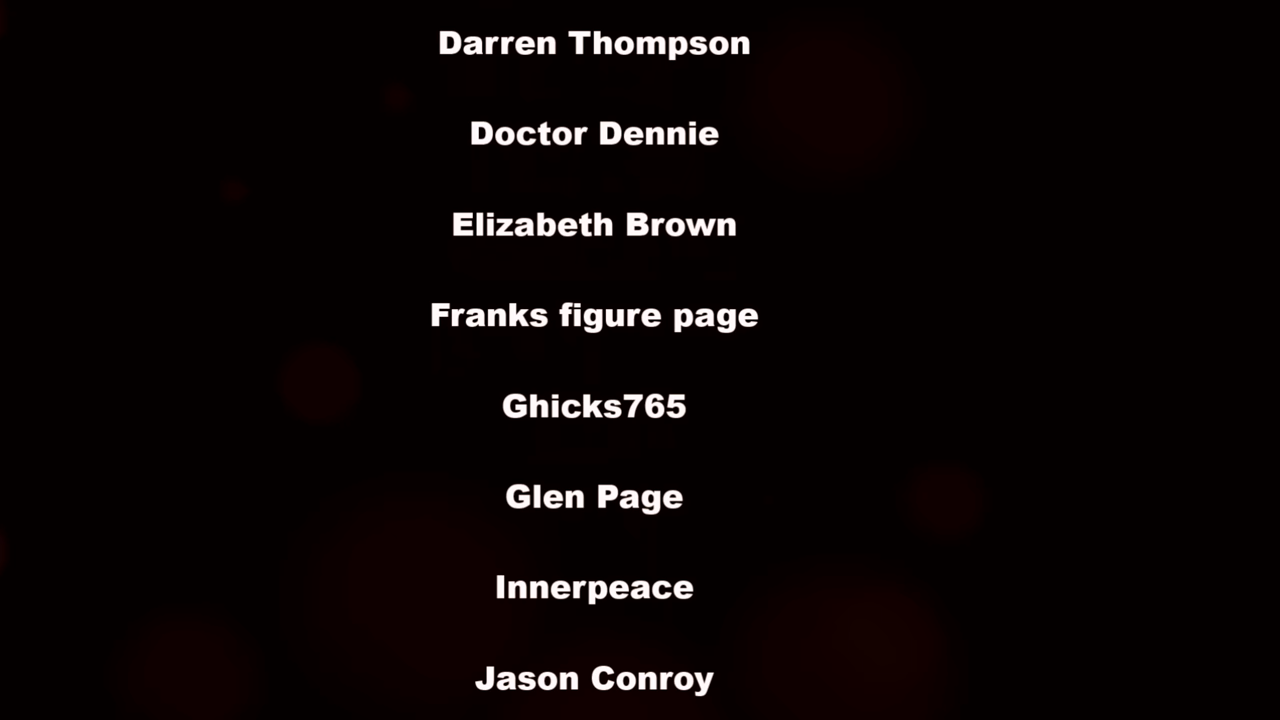 Darren Thompson
Doctor Dennie
Elizabeth Brown
Franks figure page
Ghicks765
Glen Page
Innerpeace
Jason Conroy